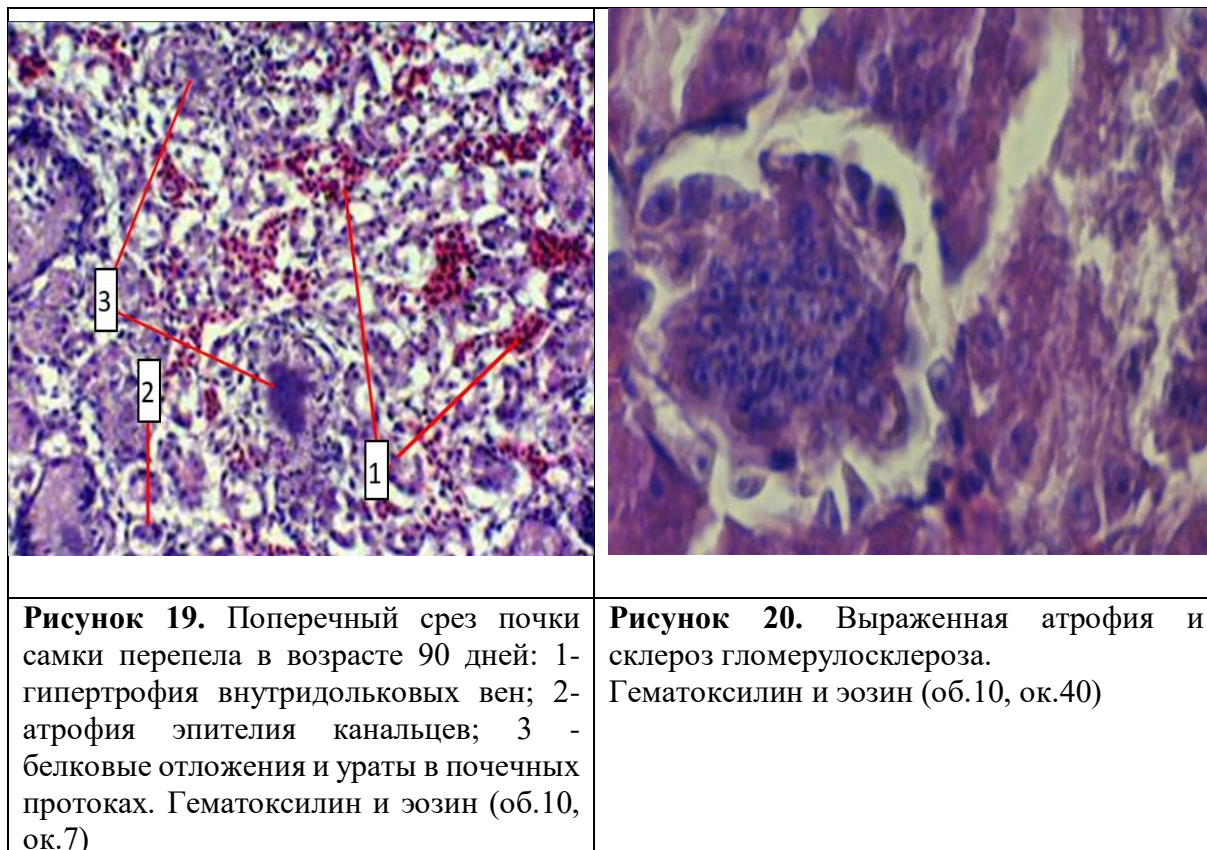 3
2
1
Рисунок 19. Поперечный срез почки
самки перепела в возрасте 90 дней: 1-
гипертрофия внутридольковых вен; 2-
атрофия эпителия канальцев; 3 -
белковые отложения и ураты в почечных
протоках. Гематоксилин и эозин (об.10,
ок.7)
Рисунок 20. Выраженная атрофия и
склероз гломерулосклероза.
Гематоксилин и эозин (об.10, ок.40)